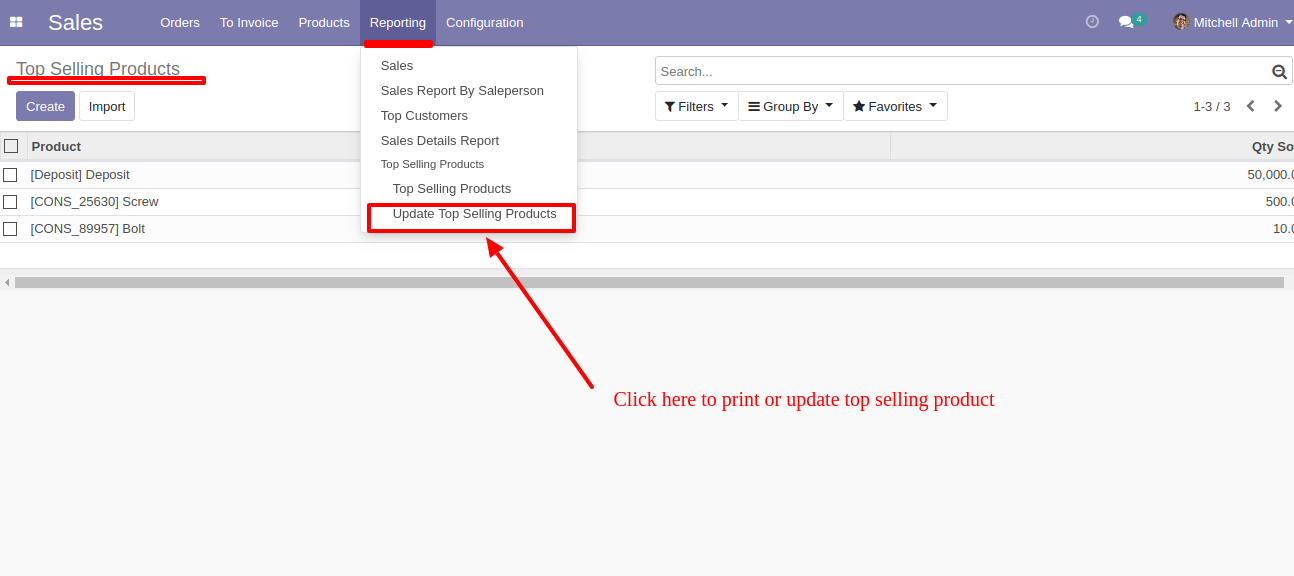 Sales Orders To Invoice Products Reporting Configuration 4 Mitchell Admin
Top Selling Products
Create Import
Search...
Filters Group By Favorites 1-3 / 3
Sales
Sales Report By Saleperson
Top Customers
Sales Details Report
Top Selling Products
Top Selling Products
Update Top Selling Products
Product Qty So
[Deposit] Deposit 50,000.0
[CONS_25630] Screw 500.0
[CONS_89957] Bolt 10.0
Click here to print or update top selling product